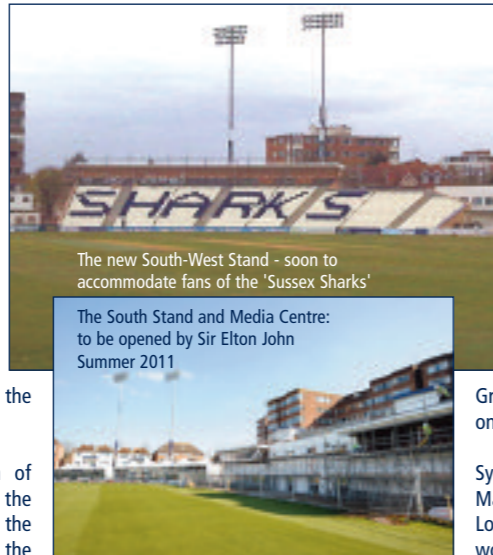 SHARKS
The new South-West Stand - soon to
accommodate fans of the 'Sussex Sharks'
The South Stand and Media Centre:
to be opened by Sir Elton John
Summer 2011
the
of
the
the
the
Gr
on
Sy
Ma
Lo
wo